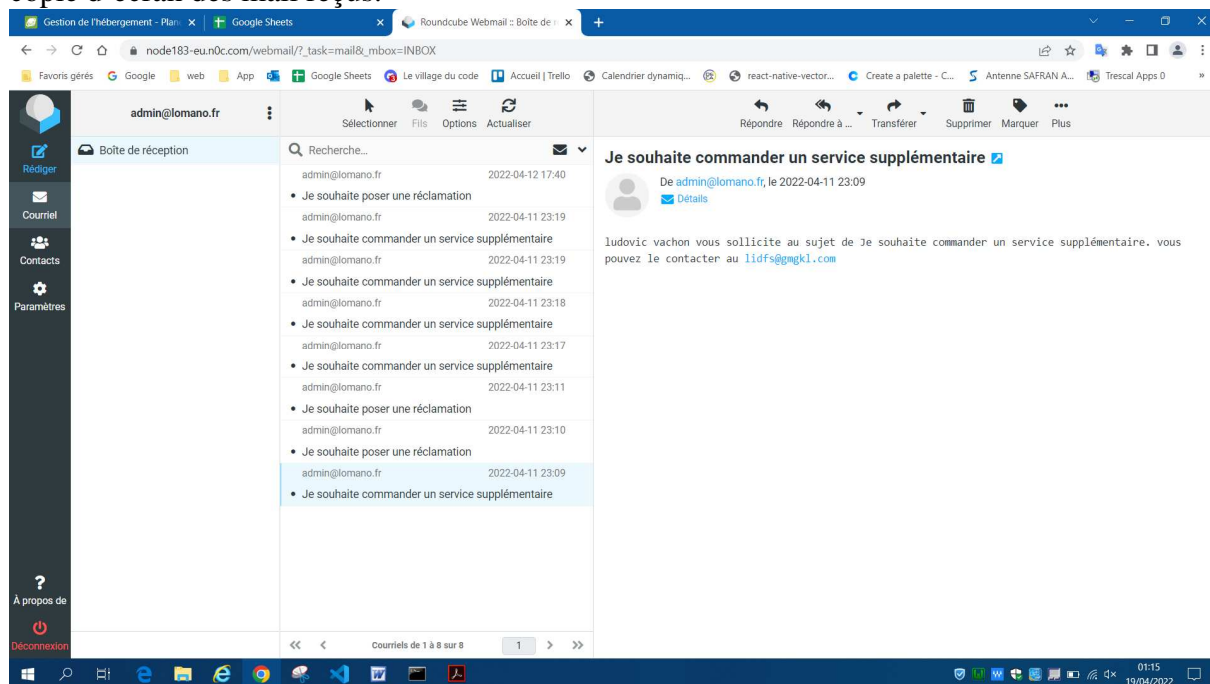 copie d'écran des mail reçus.
Gestion de l'hébergement - Plan
Google Sheets
Roundcube Webmail :: Boîte de r
node183-eu.n0c.com/webmail/?_task=mail&_mbox=INBOX
Favoris gérés
Google
web
App
Google Sheets
Le village du code
Accueil | Trello
Calendrier dynamiq...
react-native-vector...
Create a palette - C...
Antenne SAFRAN A...
Trescal Apps 0
»
admin@lomano.fr
Sélectionner
Fils
Options
Actualiser
Répondre
Répondre à ...
Transférer
Supprimer
Marquer
Plus
Rédiger
Courriel
Contacts
Paramètres
À propos de
Déconnexion
Boîte de réception
Recherche...
admin@lomano.fr 2022-04-12 17:40
• Je souhaite poser une réclamation
admin@lomano.fr 2022-04-11 23:19
• Je souhaite commander un service supplémentaire
admin@lomano.fr 2022-04-11 23:19
• Je souhaite commander un service supplémentaire
admin@lomano.fr 2022-04-11 23:18
• Je souhaite commander un service supplémentaire
admin@lomano.fr 2022-04-11 23:17
• Je souhaite commander un service supplémentaire
admin@lomano.fr 2022-04-11 23:11
• Je souhaite poser une réclamation
admin@lomano.fr 2022-04-11 23:10
• Je souhaite poser une réclamation
admin@lomano.fr 2022-04-11 23:09
• Je souhaite commander un service supplémentaire
Courriels de 1 à 8 sur 8
1
Je souhaite commander un service supplémentaire
De admin@lomano.fr, le 2022-04-11 23:09
Détails
ludovic vachon vous sollicite au sujet de Je souhaite commander un service supplémentaire. vous
pouvez le contacter au lidfs@gmgkl.com
01:15
19/04/2022